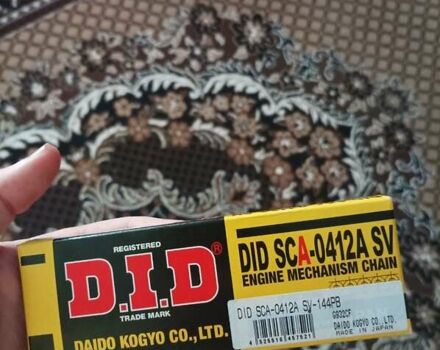 REGISTERED
D.I.D®
TRADE MARK
DAIDO KOGYO CO., LTD.
DID SCA-0412A SV
ENGINE MECHANISM CHAIN
DID SCA-0412A SV-144PB
GB32CF
DAIDO KOGYO CO.,LTD.
MADE IN JAPAN